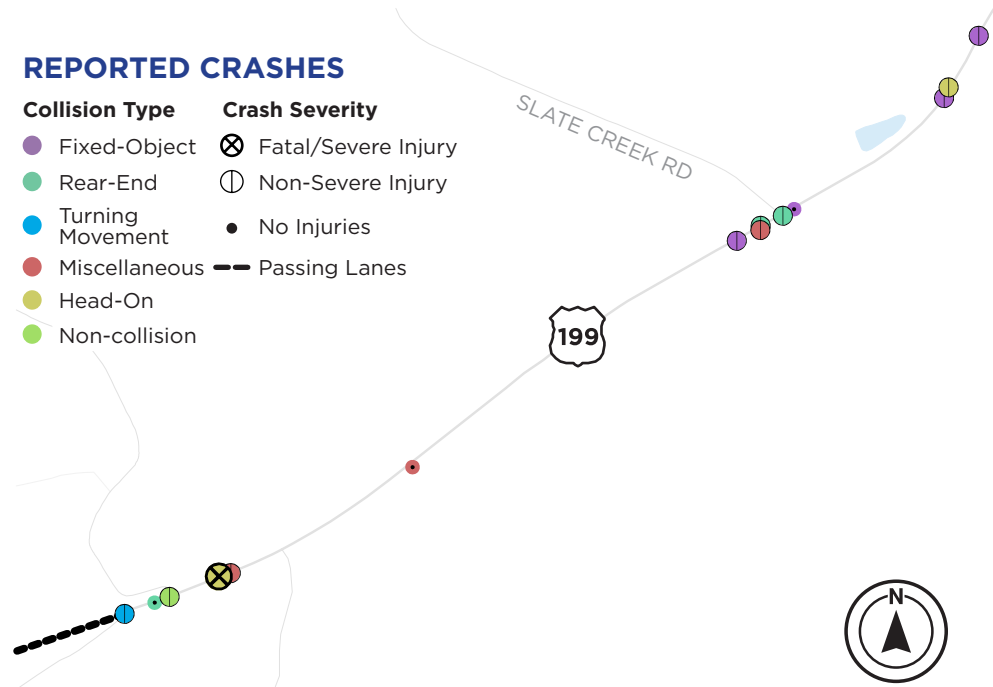 REPORTED CRASHES
Collision Type
Fixed-Object
Rear-End
Turning
Movement
Miscellaneous
Head-On
Non-collision
Crash Severity
Fatal/Severe Injury
Non-Severe Injury
No Injuries
Passing Lanes
SLATE CREEK RD
199
N